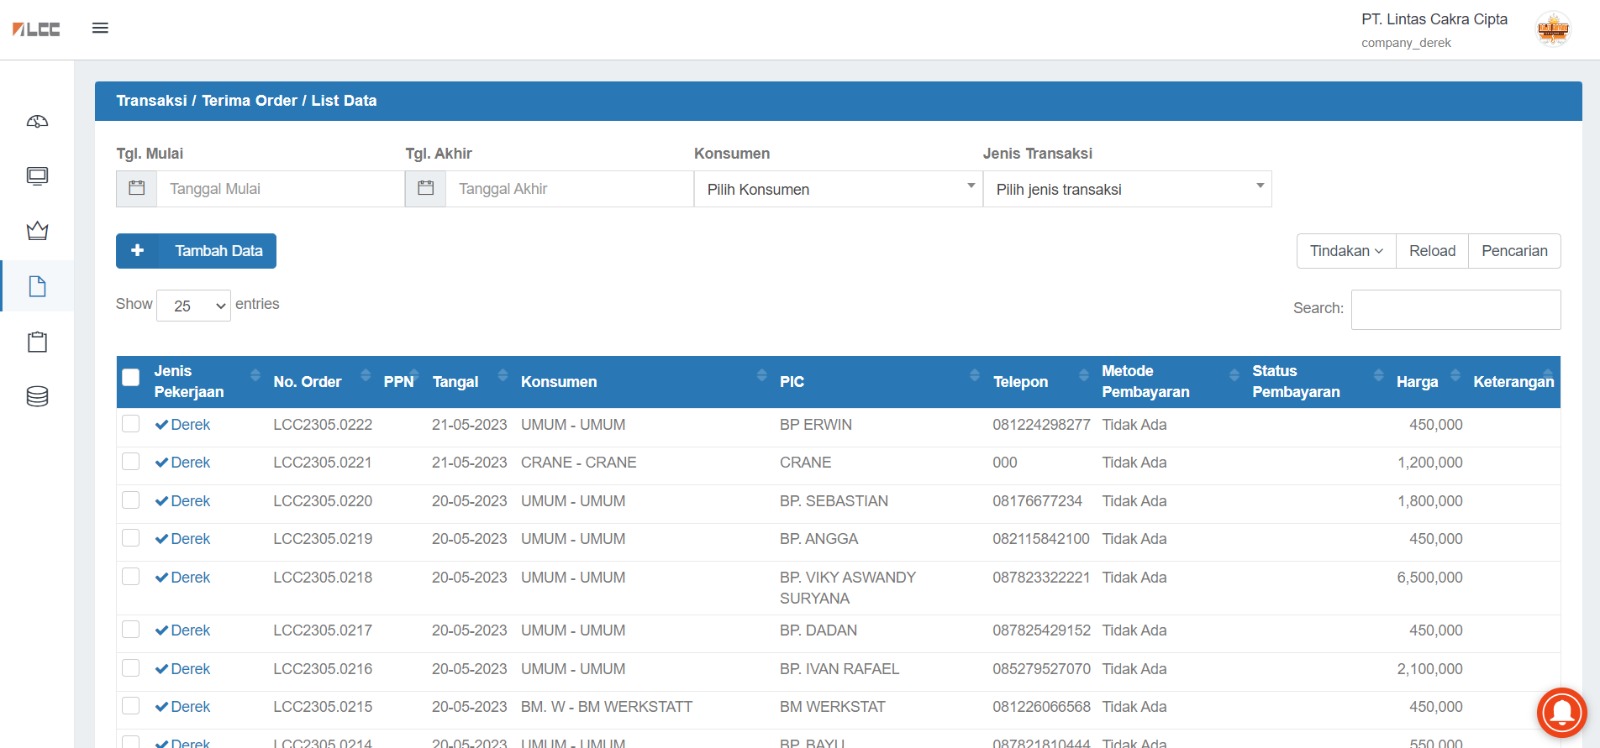 LCC
PT. Lintas Cakra Cipta
company_derek
Transaksi / Terima Order / List Data
Tgl. Mulai Tgl. Akhir Konsumen Jenis Transaksi
Tanggal Mulai Tanggal Akhir Pilih Konsumen Pilih jenis transaksi
+ Tambah Data Tindakan Reload Pencarian
Show 25 entries Search:
Jenis Pekerjaan No. Order PPN Tangal Konsumen PIC Telepon Metode Pembayaran Status Pembayaran Harga Keterangan
Derek LCC2305.0222 21-05-2023 UMUM - UMUM BP ERWIN 081224298277 Tidak Ada 450,000
Derek LCC2305.0221 21-05-2023 CRANE - CRANE CRANE 000 Tidak Ada 1,200,000
Derek LCC2305.0220 20-05-2023 UMUM - UMUM BP. SEBASTIAN 08176677234 Tidak Ada 1,800,000
Derek LCC2305.0219 20-05-2023 UMUM - UMUM BP. ANGGA 082115842100 Tidak Ada 450,000
Derek LCC2305.0218 20-05-2023 UMUM - UMUM BP. VIKY ASWANDY SURYANA 087823322221 Tidak Ada 6,500,000
Derek LCC2305.0217 20-05-2023 UMUM - UMUM BP. DADAN 087825429152 Tidak Ada 450,000
Derek LCC2305.0216 20-05-2023 UMUM - UMUM BP. IVAN RAFAEL 085279527070 Tidak Ada 2,100,000
Derek LCC2305.0215 20-05-2023 BM. W - BM WERKSTATT BM WERKSTAT 081226066568 Tidak Ada 450,000
Derek LCC2305.0214 20-05-2023 UMUM - UMUM BP. BAYU 087821810444 Tidak Ada 550,000